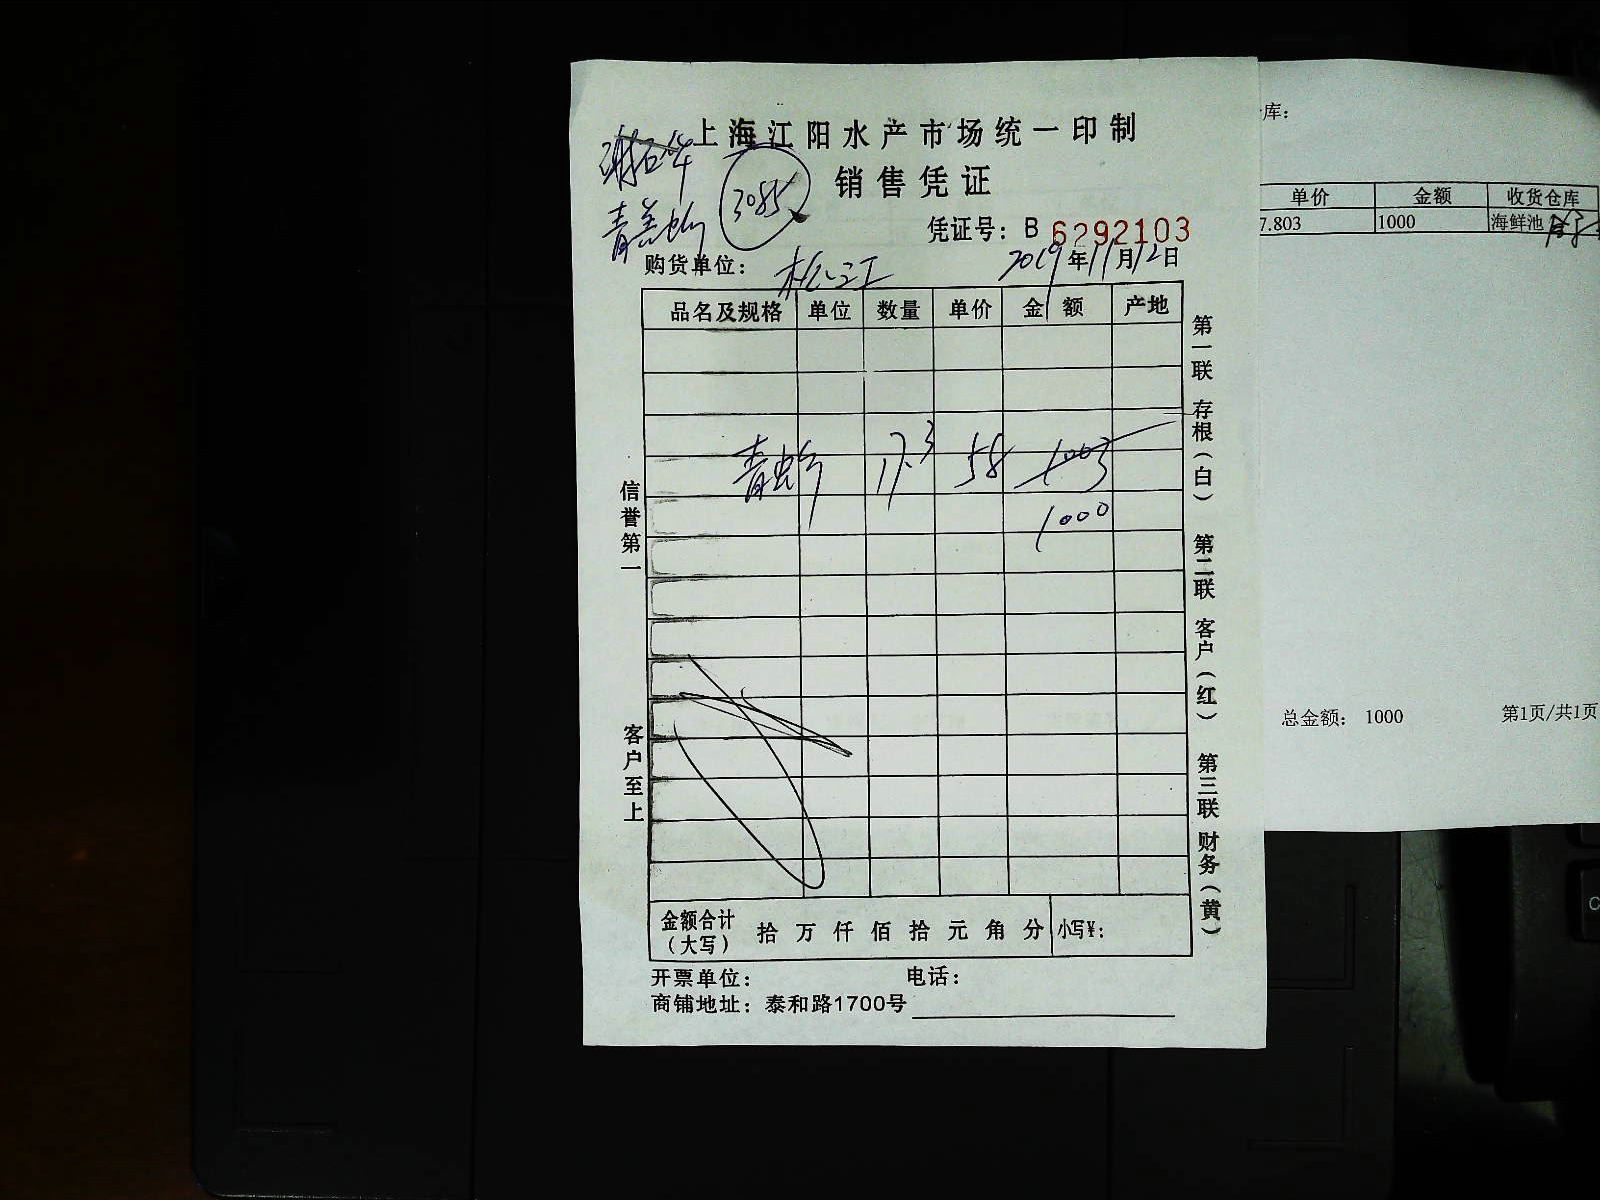 上海江阳水产市场统一印制
销售凭证
3085
青羔蚧
凭证号：B 6292103
购货单位：松江
2019年11月12日
品名及规格 单位 数量 单价 金额 产地
17.3 58 1003
1000
信誉第一
客户至上
第一联 存根（白） 第二联 客户（红） 第三联 财务（黄）
金额合计（大写） 拾 万 仟 佰 拾 元 角 分 小写¥：
开票单位： 电话：
商铺地址：泰和路1700号
库：
单价 金额 收货仓库
7.803 1000 海鲜池
总金额： 1000 第1页/共1页